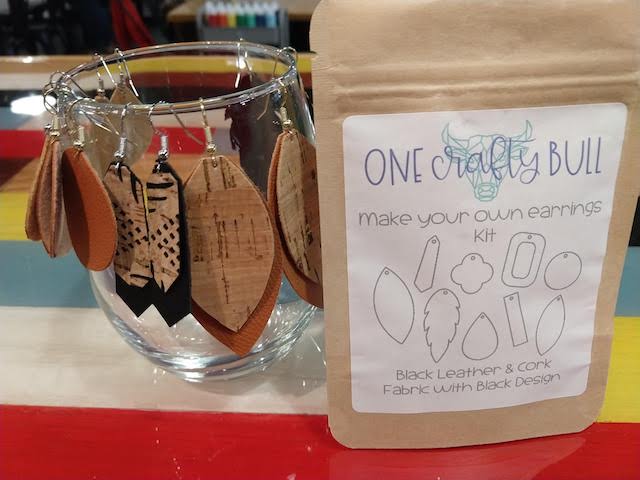 ONE crafty BULL
make your own earrings
Kit
Black Leather & Cork
Fabric with Black Design